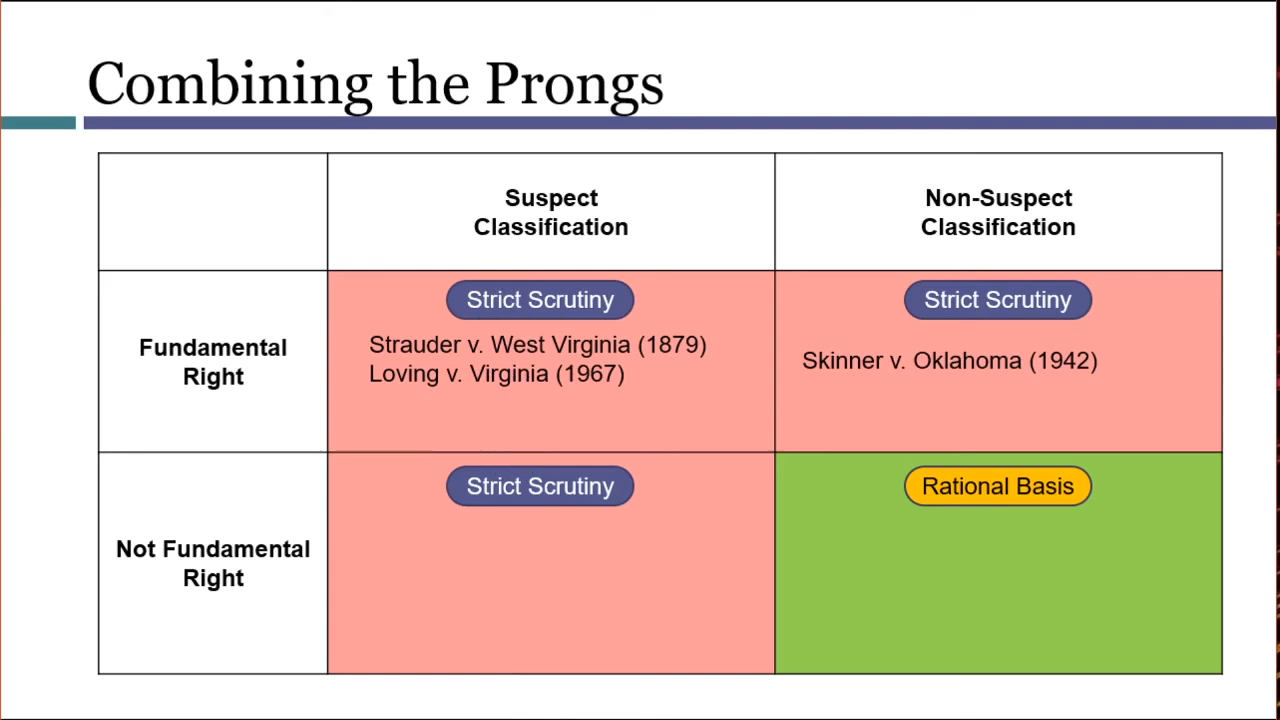 Combining the Prongs
Suspect
Classification
Non-Suspect
Classification
Fundamental
Right
Strict Scrutiny
Strauder v. West Virginia (1879)
Loving v. Virginia (1967)
Strict Scrutiny
Skinner v. Oklahoma (1942)
Not Fundamental
Right
Strict Scrutiny
Rational Basis